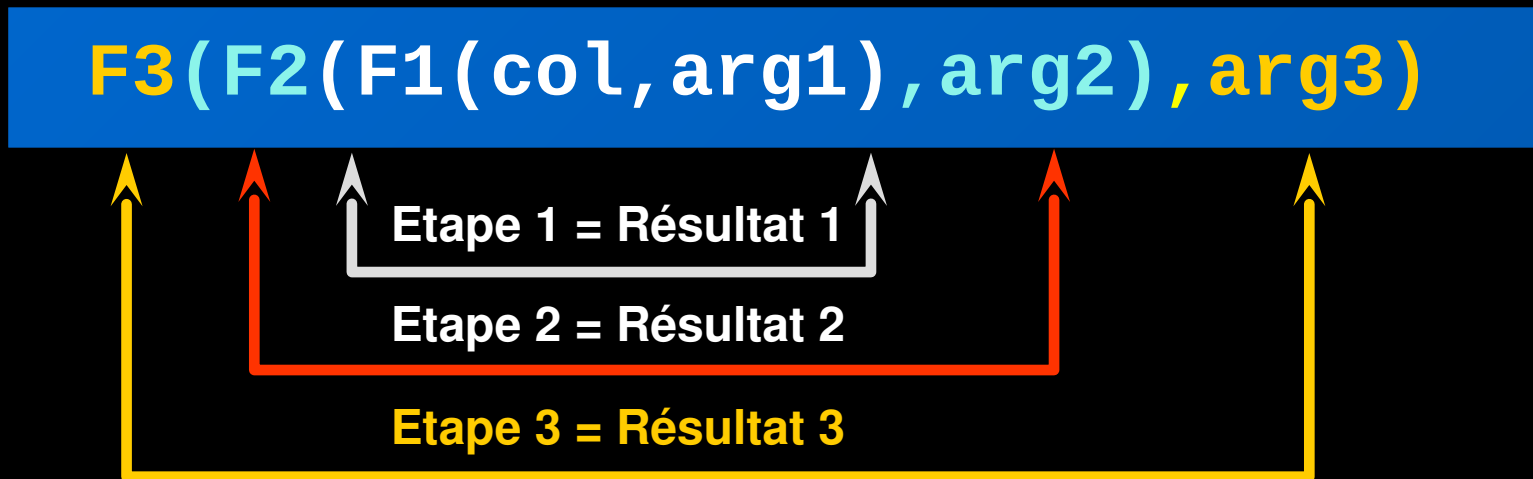 F3(F2(F1(col,arg1),arg2),arg3)
Etape 1 = Résultat 1
Etape 2 = Résultat 2
Etape 3 = Résultat 3